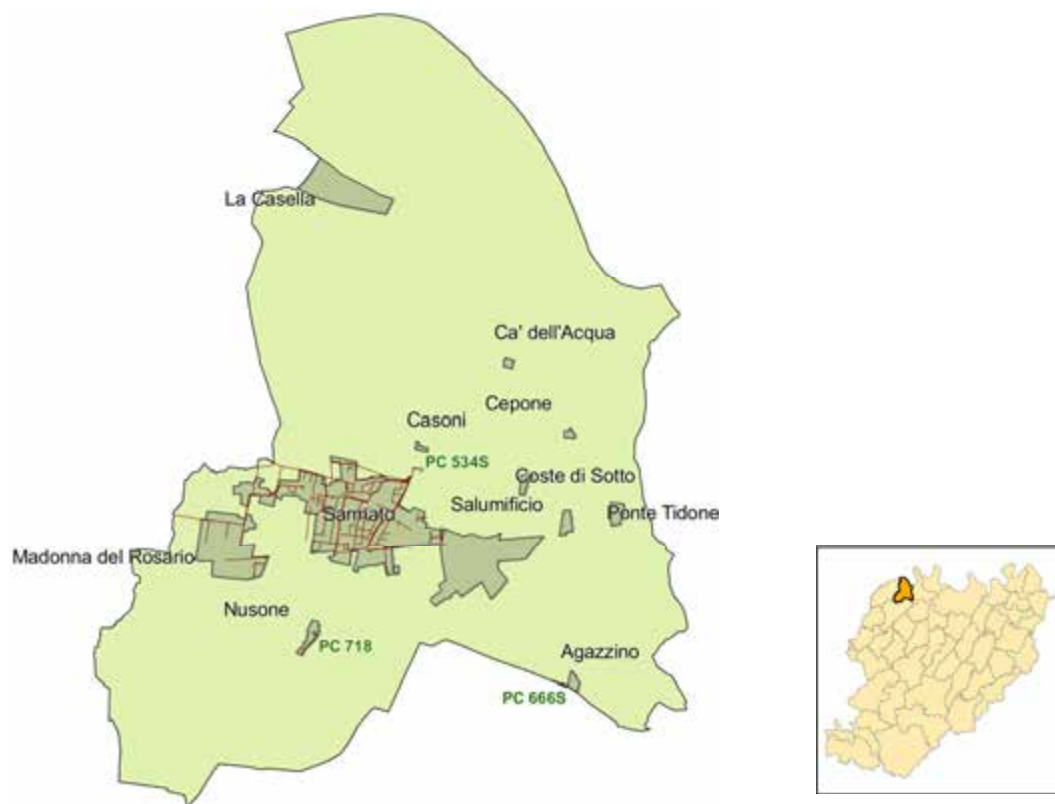 La Casella
Ca' dell'Acqua
Cepone
Casoni
PC 534S
Coste di Sotto
Salumificio
Sarmato
Ponte Tidone
Madonna del Rosario
Nusone
PC 718
Agazzino
PC 666S